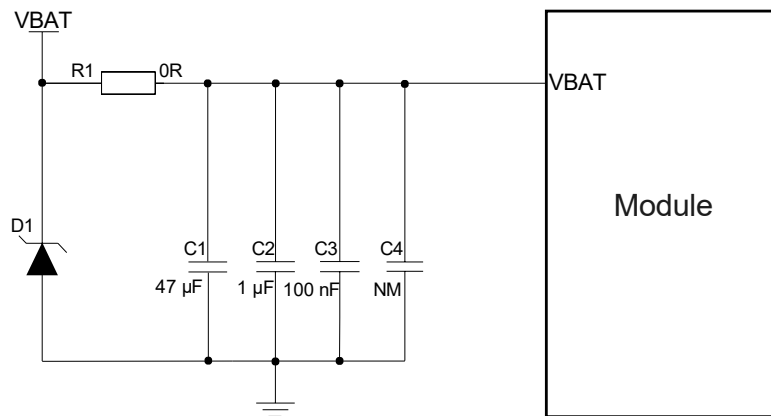 VBAT
R1 0R
VBAT
Module
D1
C1 C2 C3 C4
47 µF 1 µF 100 nF NM